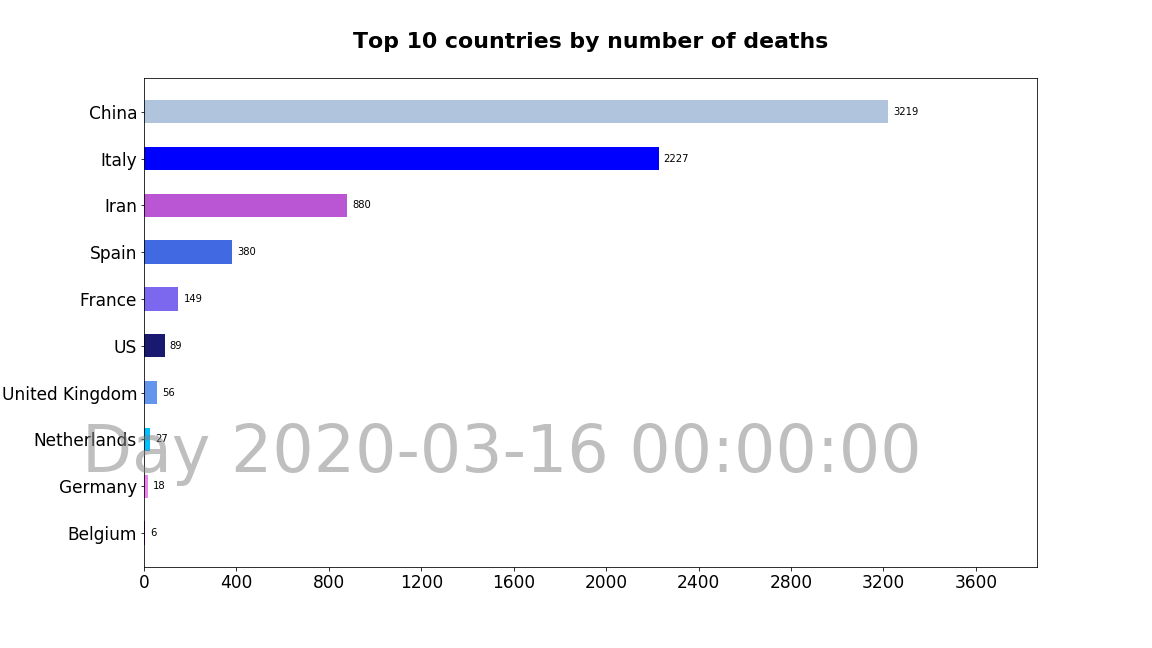 Top 10 countries by number of deaths
China 3219
Italy 2227
Iran 880
Spain 380
France 149
US 89
United Kingdom 56
Netherlands 27
Day 2020-03-16 00:00:00
Germany 18
Belgium 6
0 400 800 1200 1600 2000 2400 2800 3200 3600